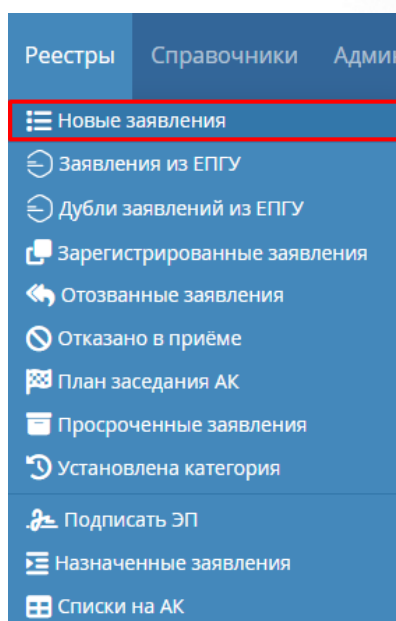 Реестры Справочники
Новые заявления
Заявления из ЕПГУ
Дубли заявлений из ЕПГУ
Зарегистрированные заявления
Отозванные заявления
Отказано в приёме
План заседания АК
Просроченные заявления
Установлена категория
Подписать ЭП
Назначенные заявления
Списки на АК